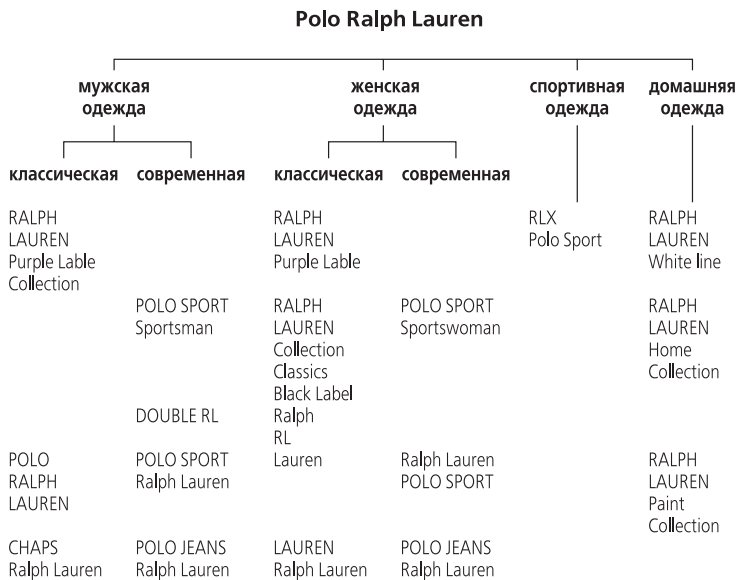 Polo Ralph Lauren
мужская
одежда
женская
одежда
спортивная
одежда
домашняя
одежда
классическая
современная
классическая
современная
RALPH
LAUREN
Purple Lable
Collection
RALPH
LAUREN
Purple Lable
RLX
Polo Sport
RALPH
LAUREN
White line
POLO SPORT
Sportsman
RALPH
LAUREN
Collection
Classics
Black Label
POLO SPORT
Sportswoman
RALPH
LAUREN
Home
Collection
DOUBLE RL
Ralph
RL
POLO
RALPH
LAUREN
POLO SPORT
Ralph Lauren
Lauren
Ralph Lauren
POLO SPORT
RALPH
LAUREN
Paint
Collection
CHAPS
Ralph Lauren
POLO JEANS
Ralph Lauren
LAUREN
Ralph Lauren
POLO JEANS
Ralph Lauren